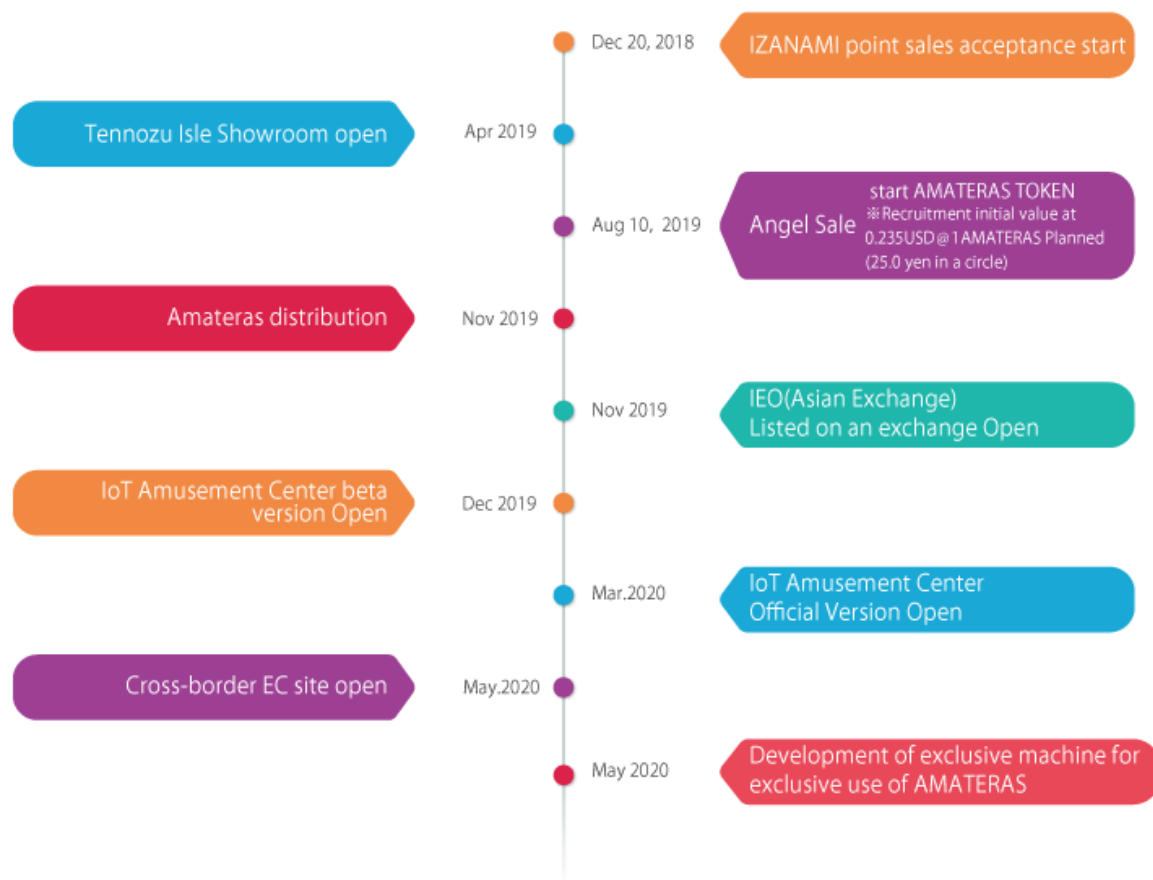 Dec 20, 2018
IZANAMI point sales acceptance start
Tennozu Isle Showroom open
Apr 2019
Aug 10, 2019
Angel Sale
start AMATERAS TOKEN
※Recruitment initial value at
0.235USD@1AMATERAS Planned
(25.0 yen in a circle)
Amateras distribution
Nov 2019
Nov 2019
IEO(Asian Exchange)
Listed on an exchange Open
IoT Amusement Center beta
version Open
Dec 2019
Mar.2020
IoT Amusement Center
Official Version Open
Cross-border EC site open
May.2020
May 2020
Development of exclusive machine for
exclusive use of AMATERAS